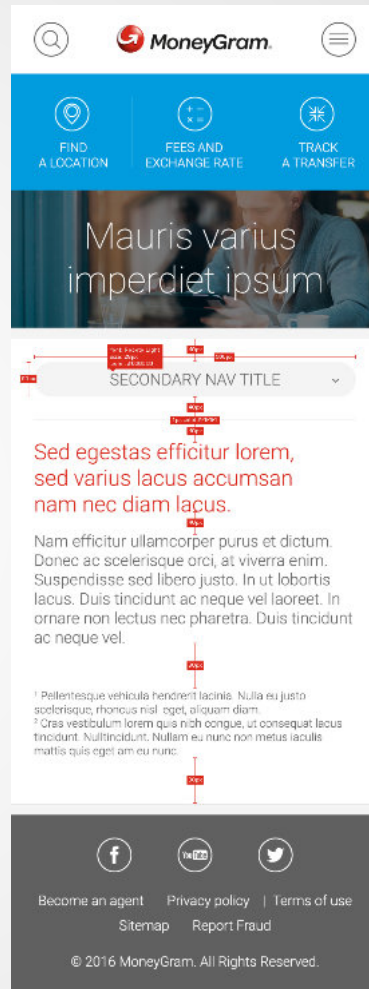 MoneyGram.
FIND
A LOCATION
FEES AND
EXCHANGE RATE
TRACK
A TRANSFER
Mauris varius
imperdiet ipsum
SECONDARY NAV TITLE
Sed egestas efficitur lorem,
sed varius lacus accumsan
nam nec diam lacus.
Nam efficitur ullamcorper purus et dictum.
Donec ac scelerisque orci, at viverra enim.
Suspendisse sed libero justo. In ut lobortis
lacus. Duis tincidunt ac neque vel laoreet. In
ornare non lectus nec pharetra. Duis tincidunt
ac neque vel.
¹ Pellentesque vehicula hendrerit lacinia. Nulla eu justo
scelerisque, rhoncus nisl eget, aliquam diam.
² Cras vestibulum lorem quis nibh congue, ut consequat lacus
tincidunt. Nulltincidunt. Nullam eu nunc non metus iaculis
mattis quis eget am eu nunc.
You Tube
Become an agent Privacy policy | Terms of use
Sitemap Report Fraud
© 2016 MoneyGram. All Rights Reserved.